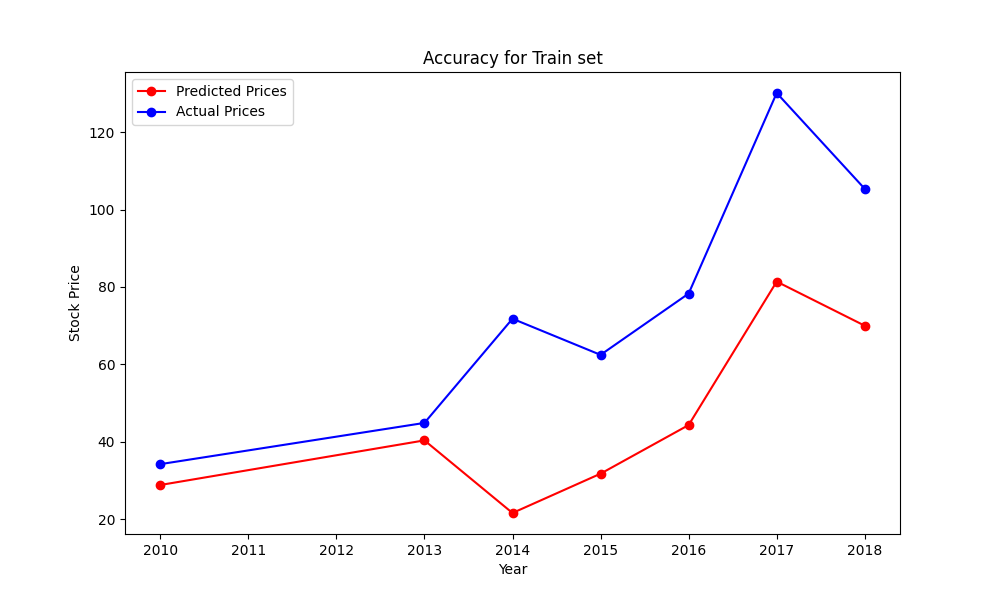 Accuracy for Train set
Predicted Prices
Actual Prices
120
100
80
60
40
20
Stock Price
2010 2011 2012 2013 2014 2015 2016 2017 2018
Year